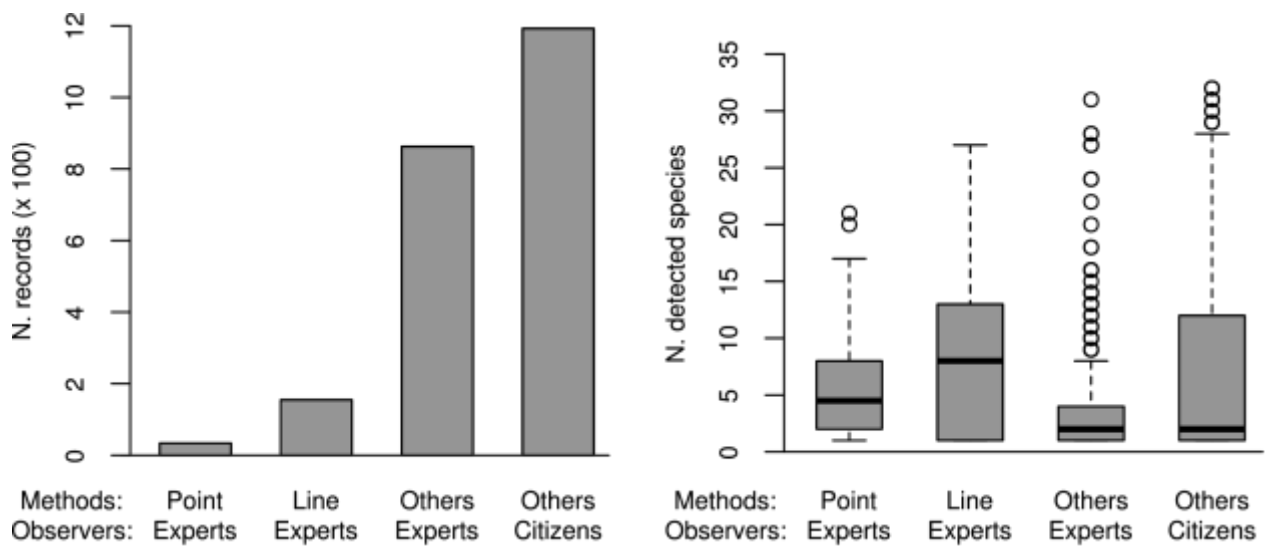 N. records (x 100)
12
10
8
6
4
2
0
Methods: Point Line Others Others
Observers: Experts Experts Experts Citizens
N. detected species
35
30
25
20
15
10
5
0
Methods: Point Line Others Others
Observers: Experts Experts Experts Citizens